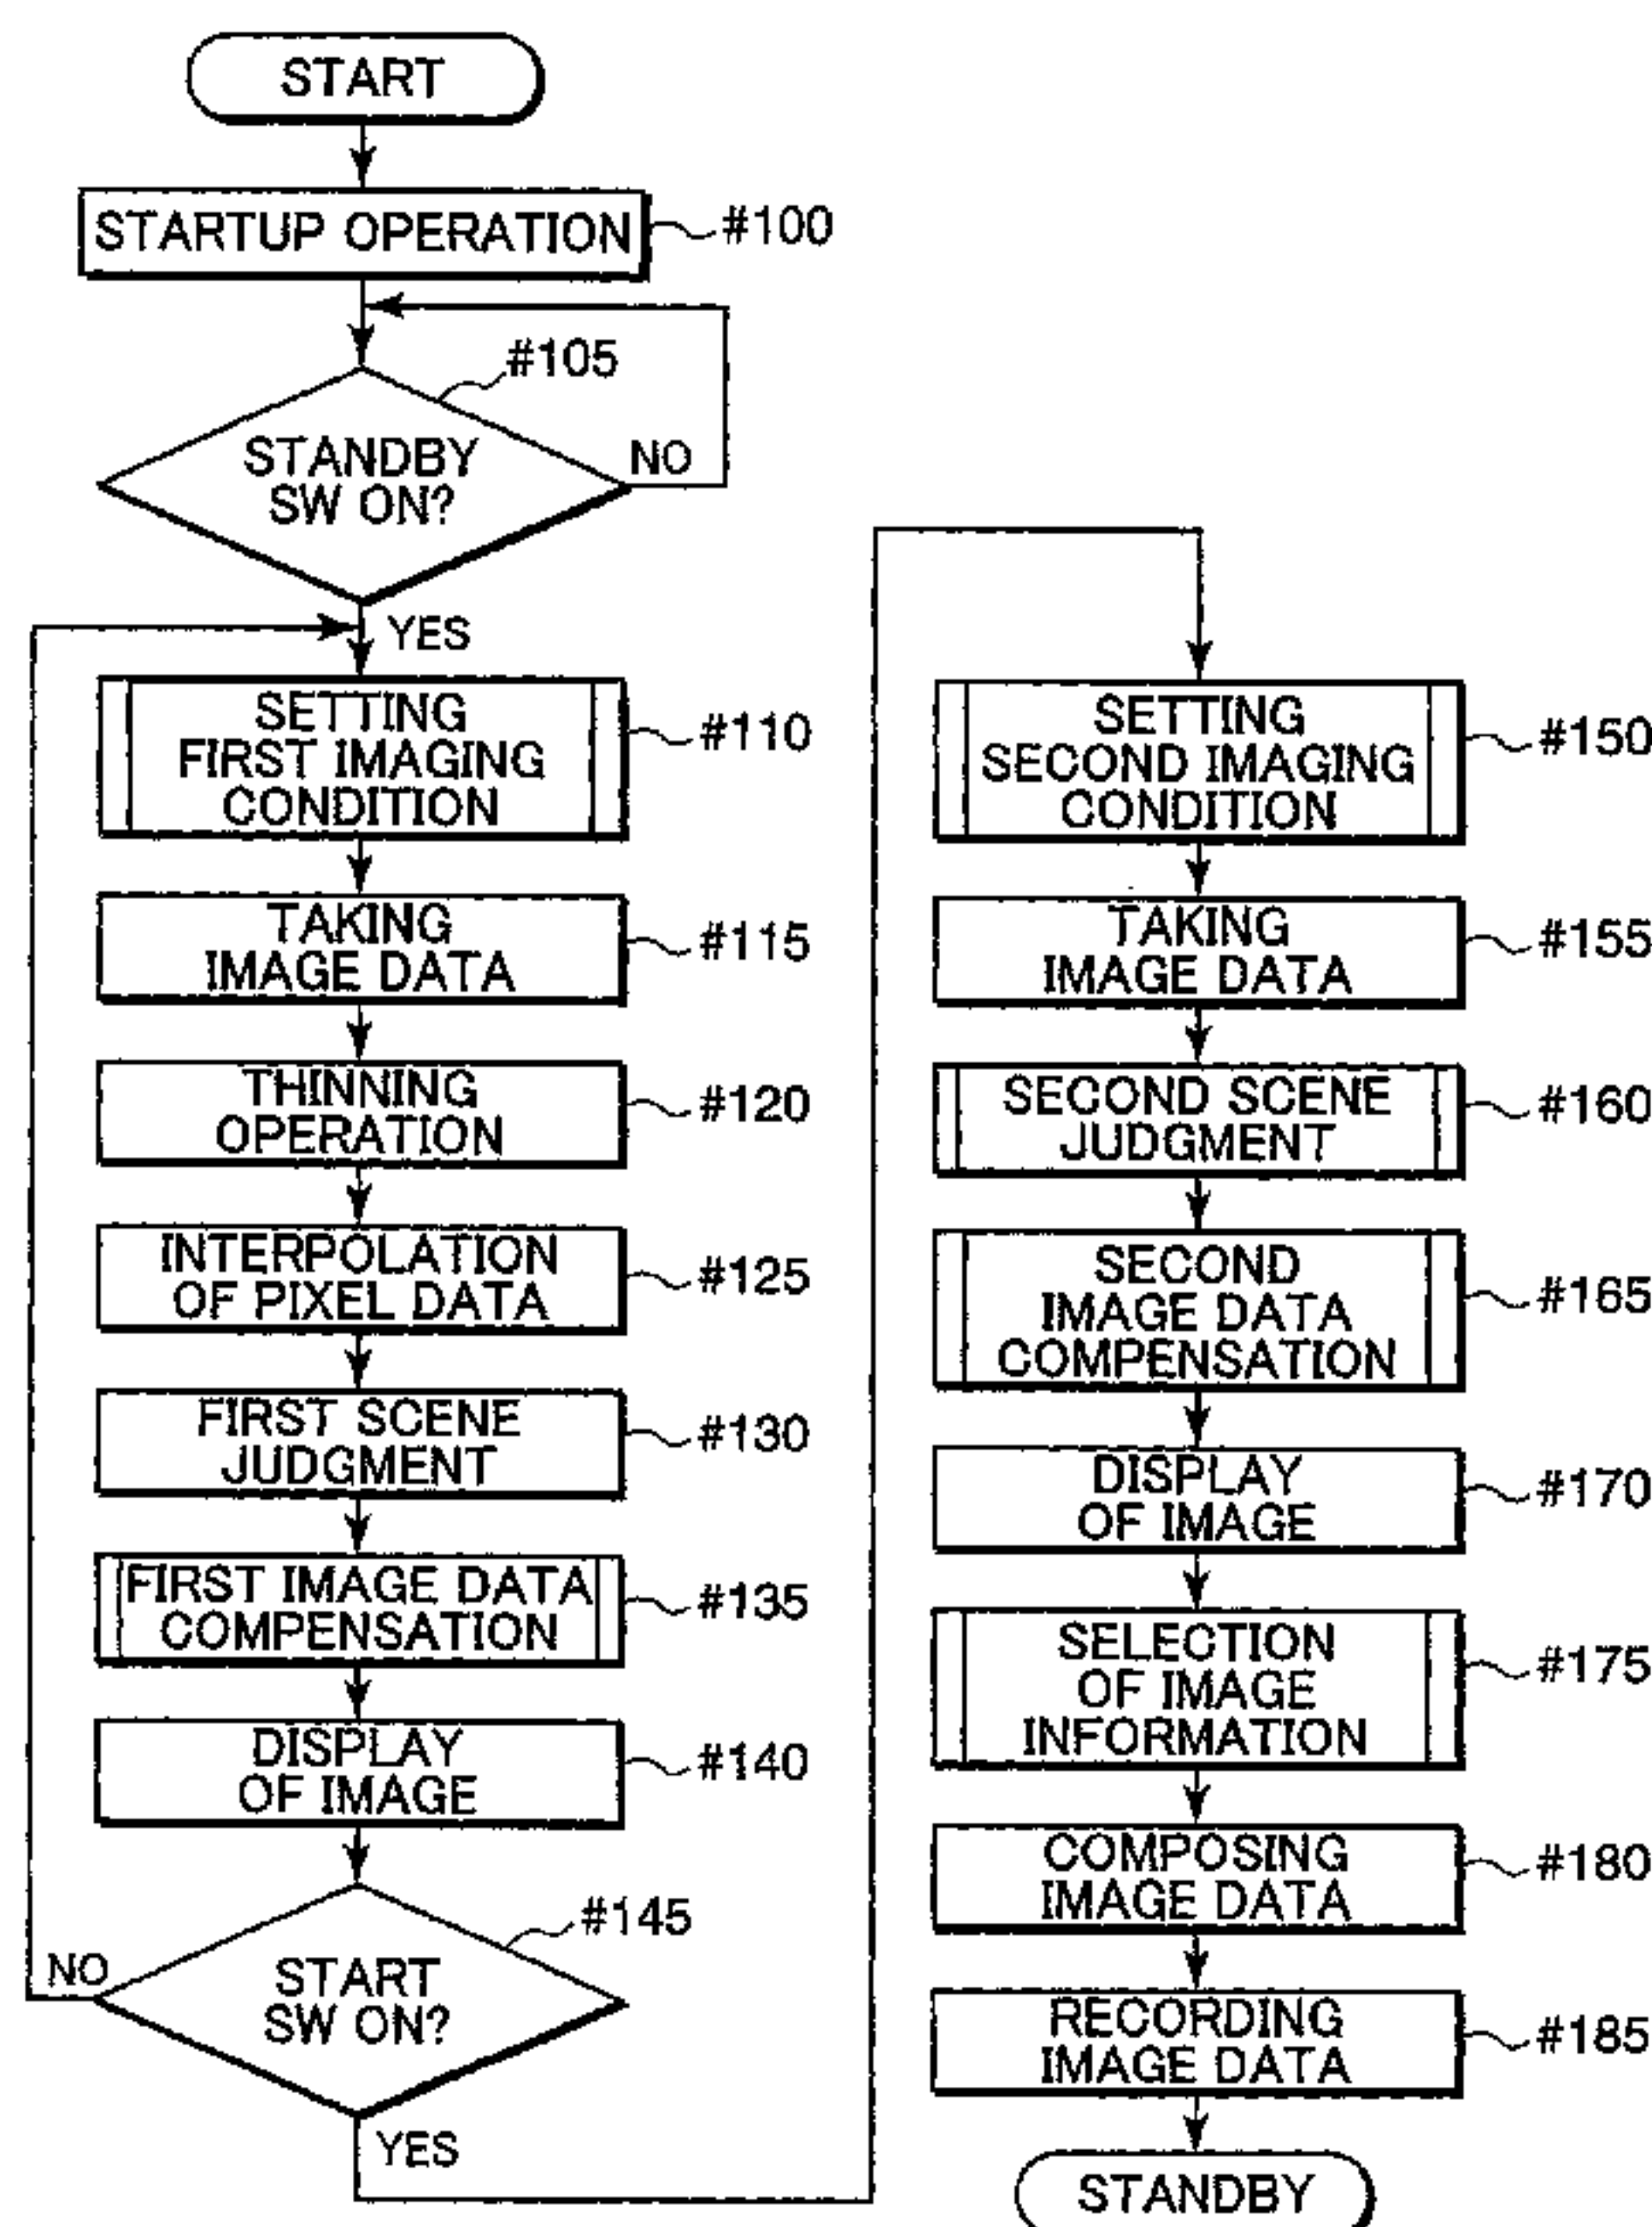 START
STARTUP OPERATION
#100
#105
STANDBY
SW ON?
NO
YES
SETTING
FIRST IMAGING
CONDITION
#110
TAKING
IMAGE DATA
#115
THINNING
OPERATION
#120
INTERPOLATION
OF PIXEL DATA
#125
FIRST SCENE
JUDGMENT
#130
FIRST IMAGE DATA
COMPENSATION
#135
DISPLAY
OF IMAGE
#140
#145
START
SW ON?
NO
YES
SETTING
SECOND IMAGING
CONDITION
#150
TAKING
IMAGE DATA
#155
SECOND SCENE
JUDGMENT
#160
SECOND
IMAGE DATA
COMPENSATION
#165
DISPLAY
OF IMAGE
#170
SELECTION
OF IMAGE
INFORMATION
#175
COMPOSING
IMAGE DATA
#180
RECORDING
IMAGE DATA
#185
STANDBY